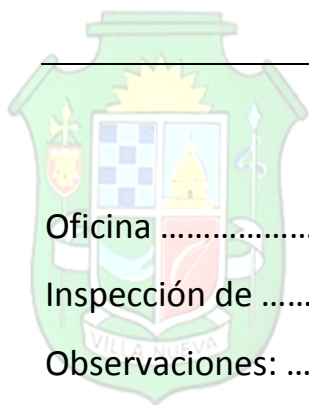 Oficina ………………
Inspección de ……
Observaciones: …
VILLA NUEVA